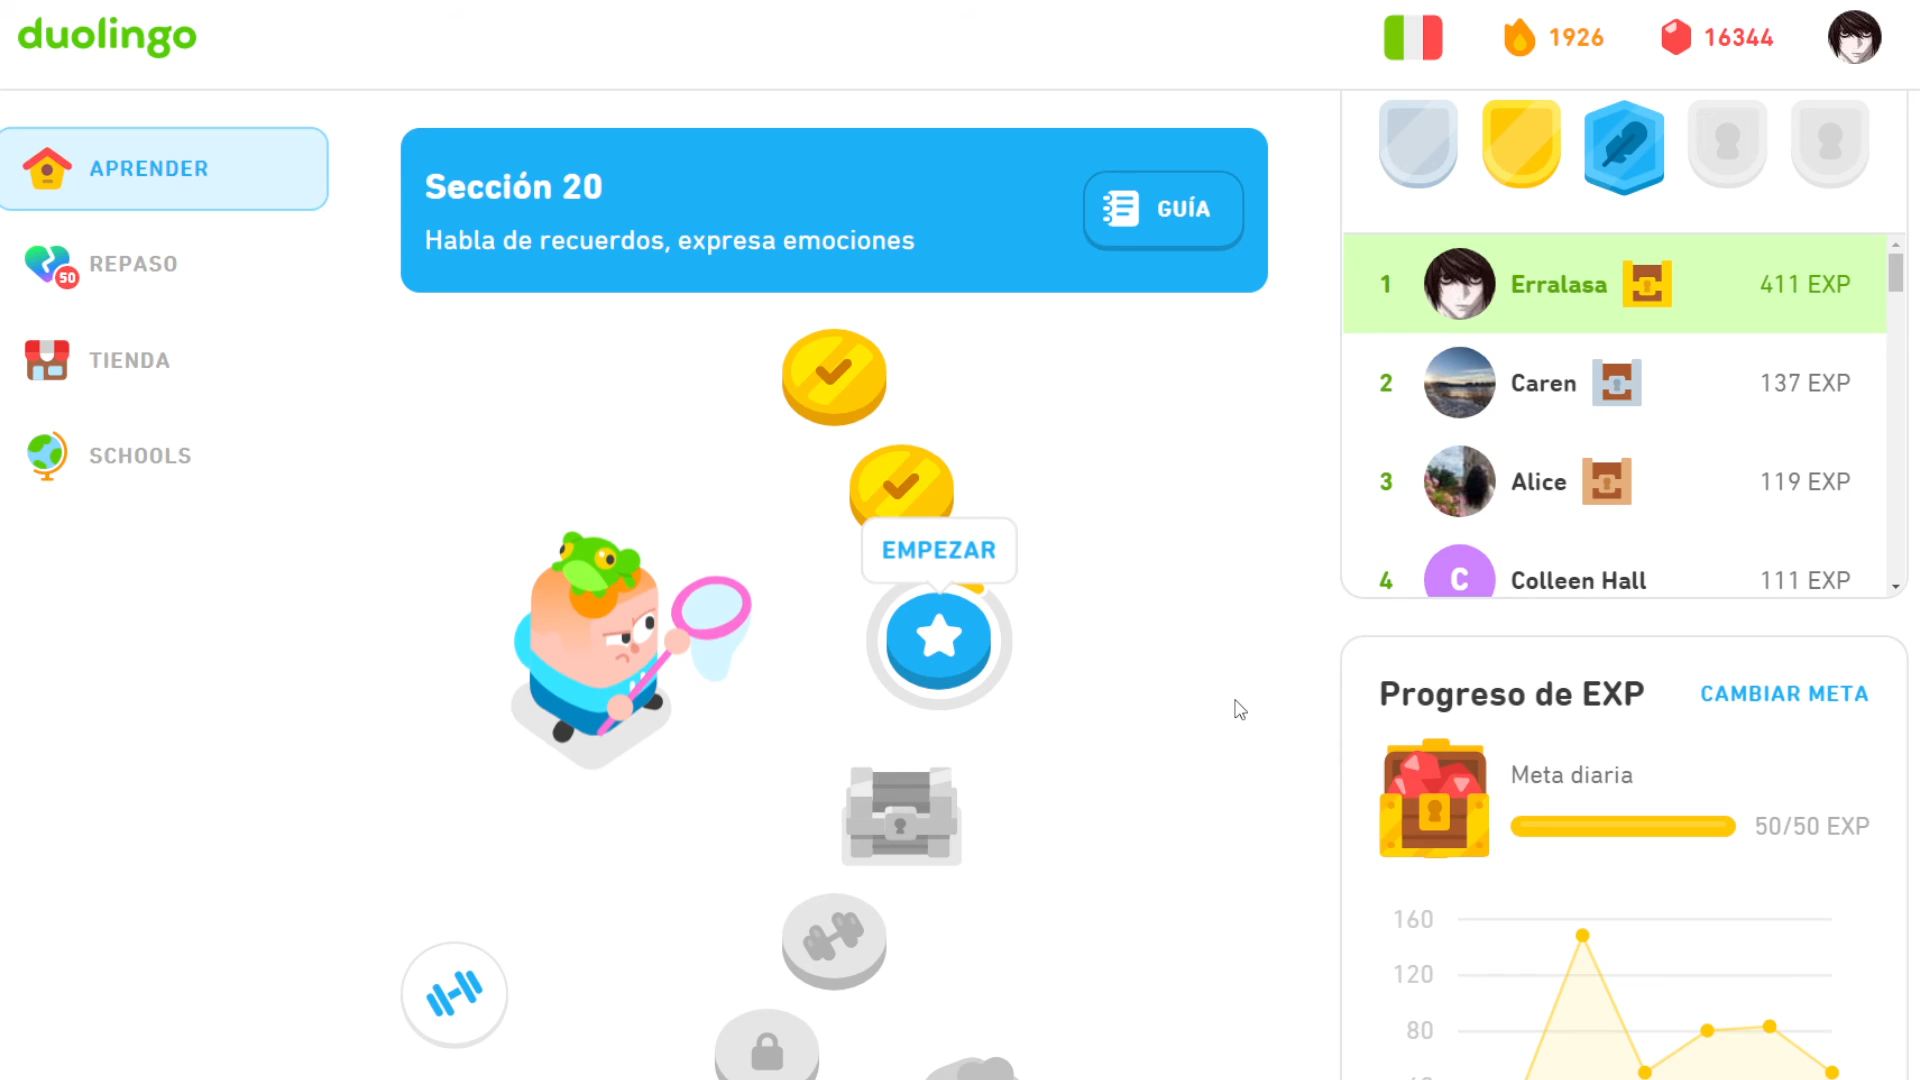 duolingo
1926
16344
APRENDER
REPASO
50
TIENDA
SCHOOLS
Sección 20
Habla de recuerdos, expresa emociones
GUÍA
EMPEZAR
1 Erralasa 411 EXP
2 Caren 137 EXP
3 Alice 119 EXP
4 C Colleen Hall 111 EXP
Progreso de EXP
CAMBIAR META
Meta diaria
50/50 EXP
160
120
80